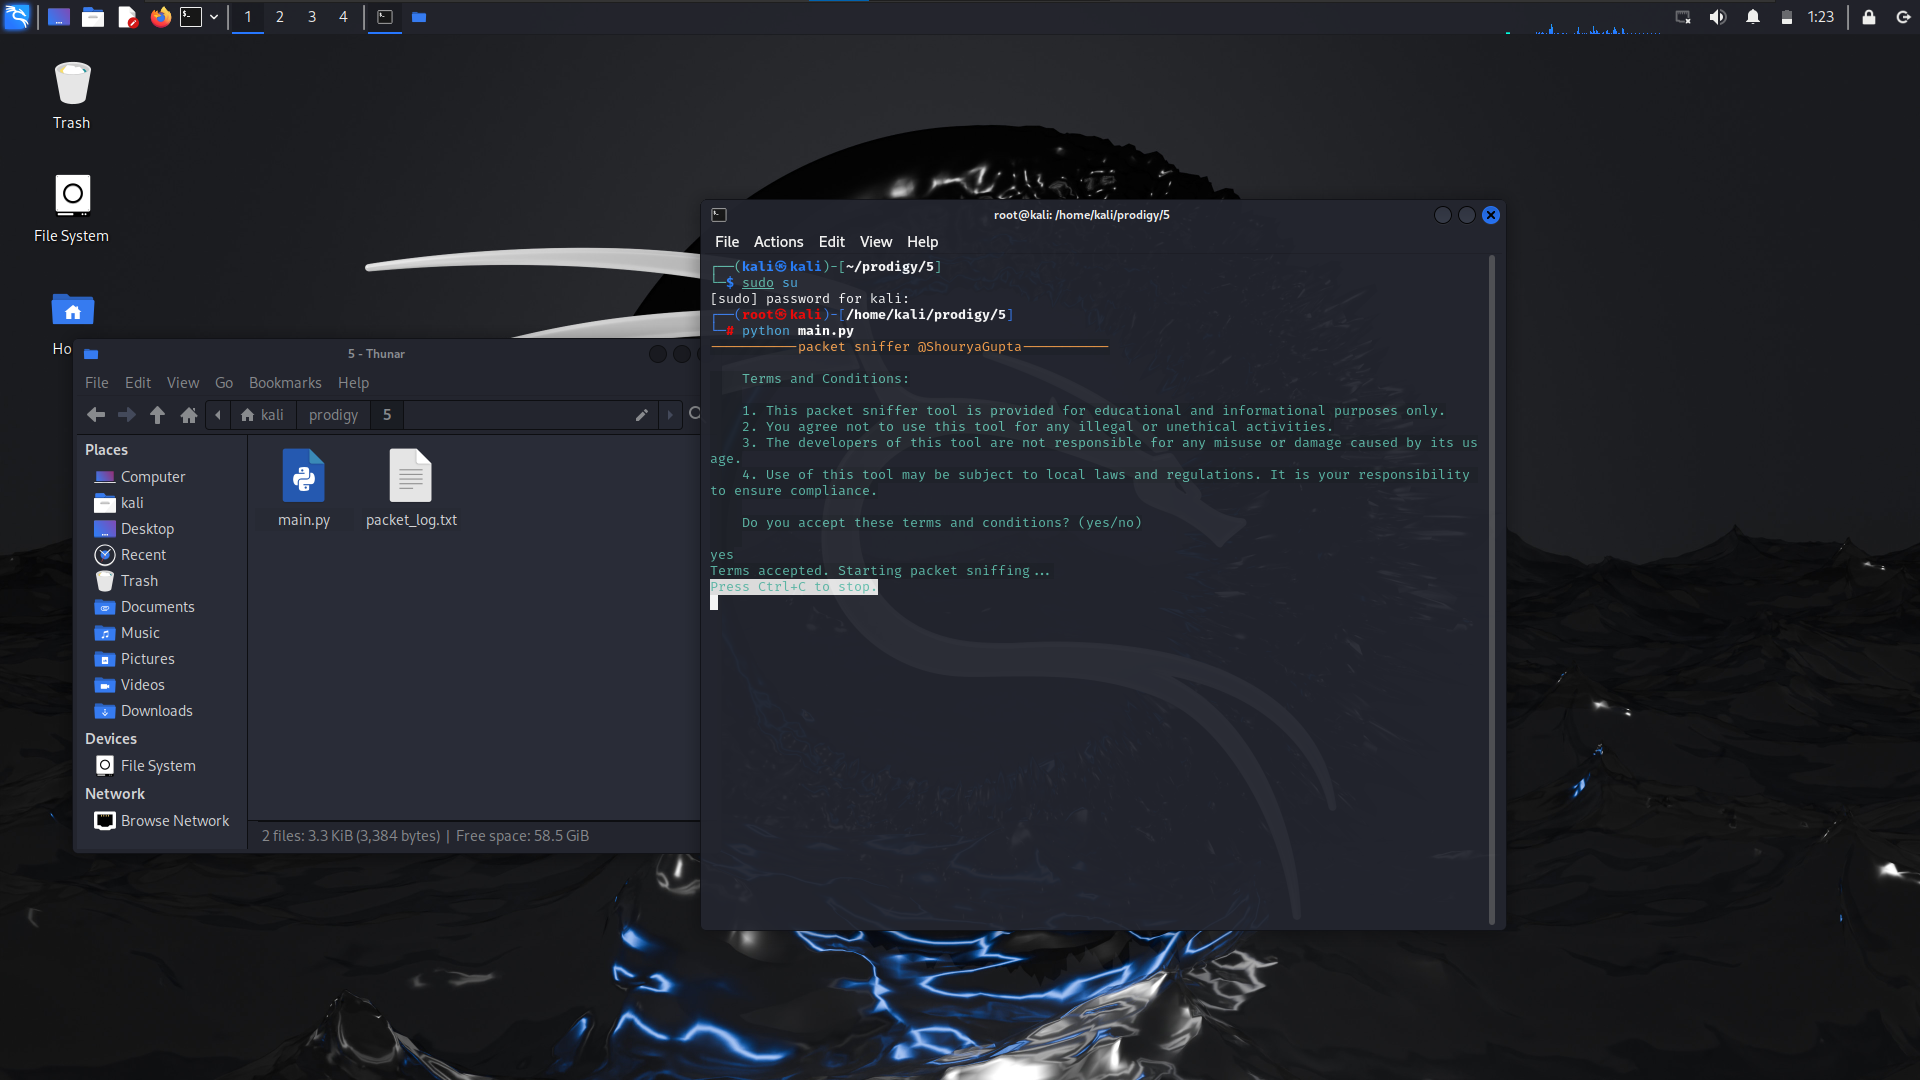 1 2 3 4
1:23
Trash
File System
Ho
5 - Thunar
File Edit View Go Bookmarks Help
kali prodigy 5
Places
Computer
kali
Desktop
Recent
Trash
Documents
Music
Pictures
Videos
Downloads
Devices
File System
Network
Browse Network
main.py
packet_log.txt
2 files: 3.3 KiB (3,384 bytes) | Free space: 58.5 GiB
root@kali: /home/kali/prodigy/5
File Actions Edit View Help
┌──(kali㉿kali)-[~/prodigy/5]
└─$ sudo su
[sudo] password for kali:
┌──(root㉿kali)-[/home/kali/prodigy/5]
└─# python main.py
───────────packet sniffer @ShouryaGupta───────────
Terms and Conditions:
1. This packet sniffer tool is provided for educational and informational purposes only.
2. You agree not to use this tool for any illegal or unethical activities.
3. The developers of this tool are not responsible for any misuse or damage caused by its us
age.
4. Use of this tool may be subject to local laws and regulations. It is your responsibility
to ensure compliance.
Do you accept these terms and conditions? (yes/no)
yes
Terms accepted. Starting packet sniffing...
Press Ctrl+C to stop.